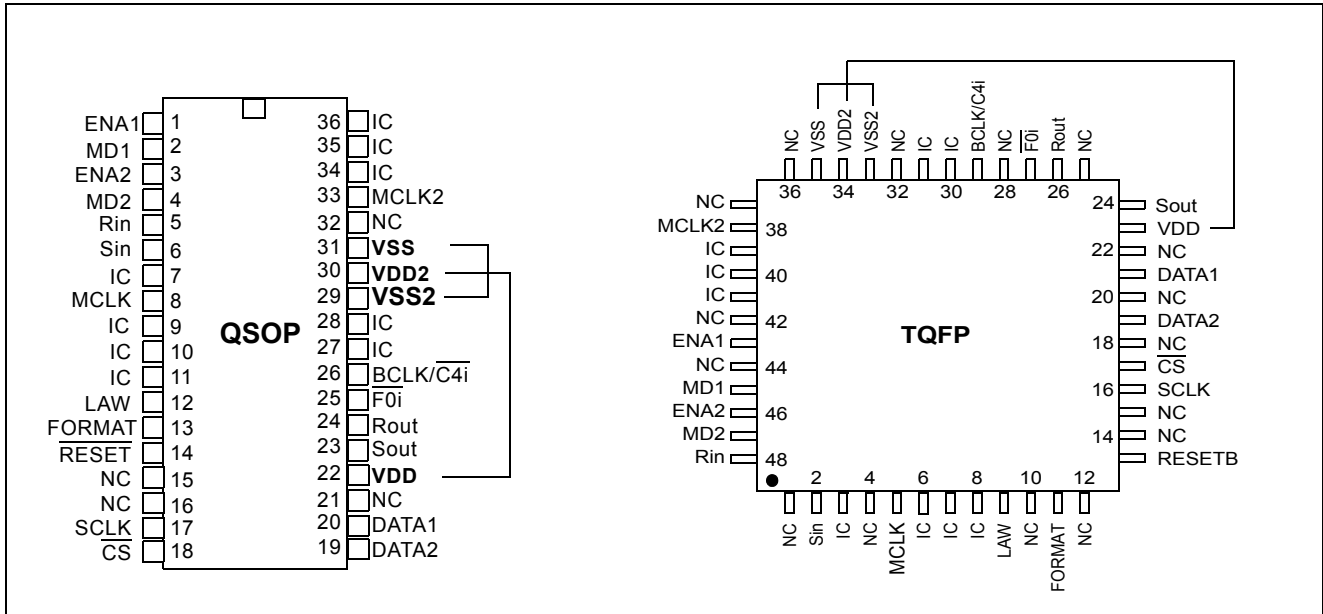 ENA1 1
MD1 2
ENA2 3
MD2 4
Rin 5
Sin 6
IC 7
MCLK 8
IC 9
IC 10
IC 11
LAW 12
FORMAT 13
RESET 14
NC 15
NC 16
SCLK 17
CS 18
QSOP
36 IC
35 IC
34 IC
33 MCLK2
32 NC
31 VSS
30 VDD2
29 VSS2
28 IC
27 IC
26 BCLK/C4i
25 F0i
24 Rout
23 Sout
22 VDD
21 NC
20 DATA1
19 DATA2
NC VSS VDD2 VSS2 NC IC IC BCLK/C4i NC F0i Rout NC
36 34 32 30 28 26
NC
MCLK2 38
IC
IC 40
IC
NC 42
ENA1
NC 44
MD1
ENA2 46
MD2
Rin 48
TQFP
24 Sout
VDD
22 NC
DATA1
20 NC
DATA2
18 NC
CS
16 SCLK
NC
14 NC
RESETB
2 4 6 8 10 12
NC Sin IC NC MCLK IC IC IC LAW NC FORMAT NC